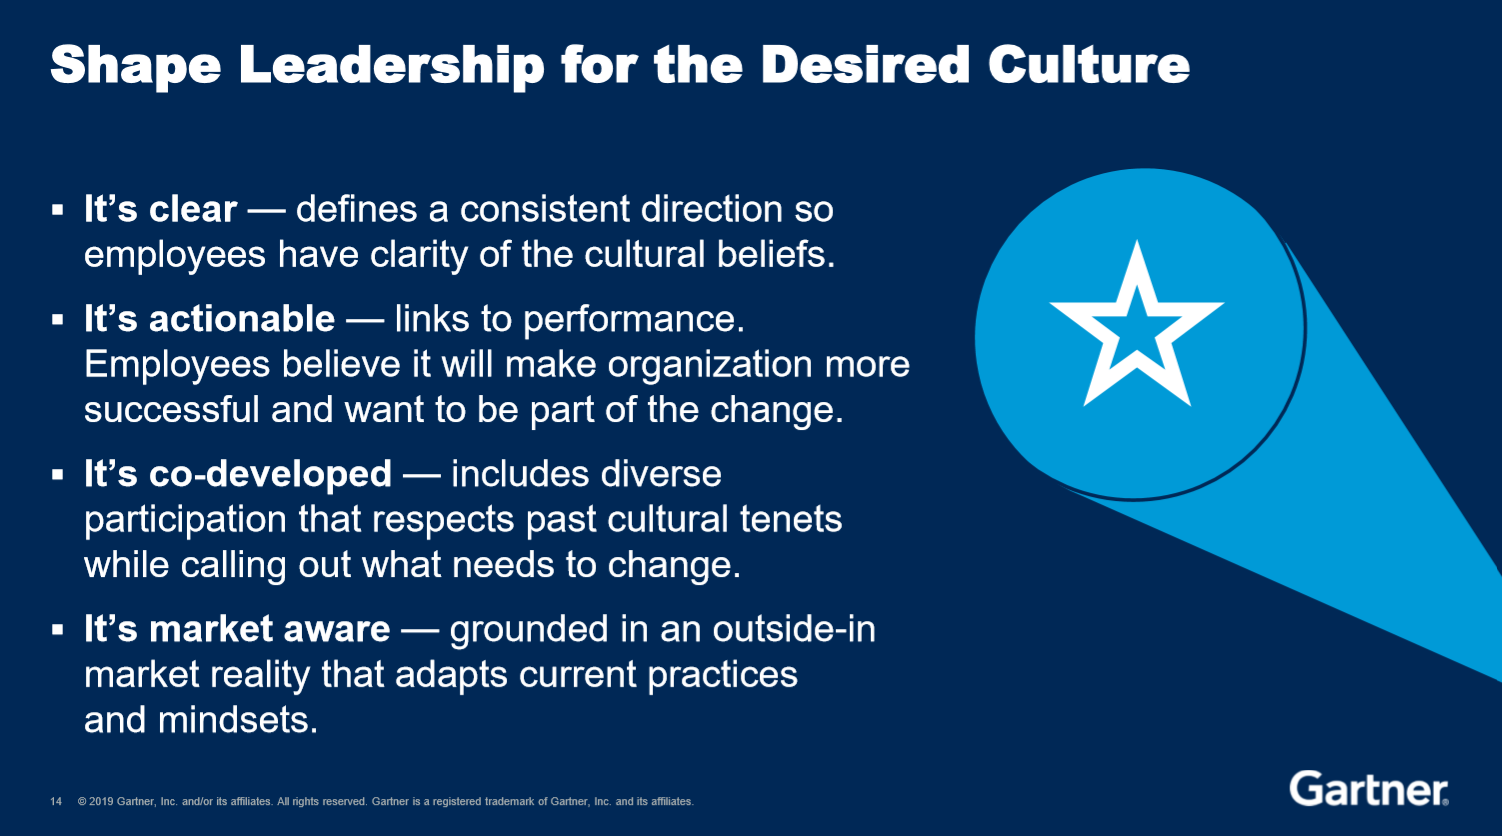 Shape Leadership for the Desired Culture
▪ It’s clear — defines a consistent direction so
employees have clarity of the cultural beliefs.
▪ It’s actionable — links to performance.
Employees believe it will make organization more
successful and want to be part of the change.
▪ It’s co-developed — includes diverse
participation that respects past cultural tenets
while calling out what needs to change.
▪ It’s market aware — grounded in an outside-in
market reality that adapts current practices
and mindsets.
14 © 2019 Gartner, Inc. and/or its affiliates. All rights reserved. Gartner is a registered trademark of Gartner, Inc. and its affiliates.
Gartner®